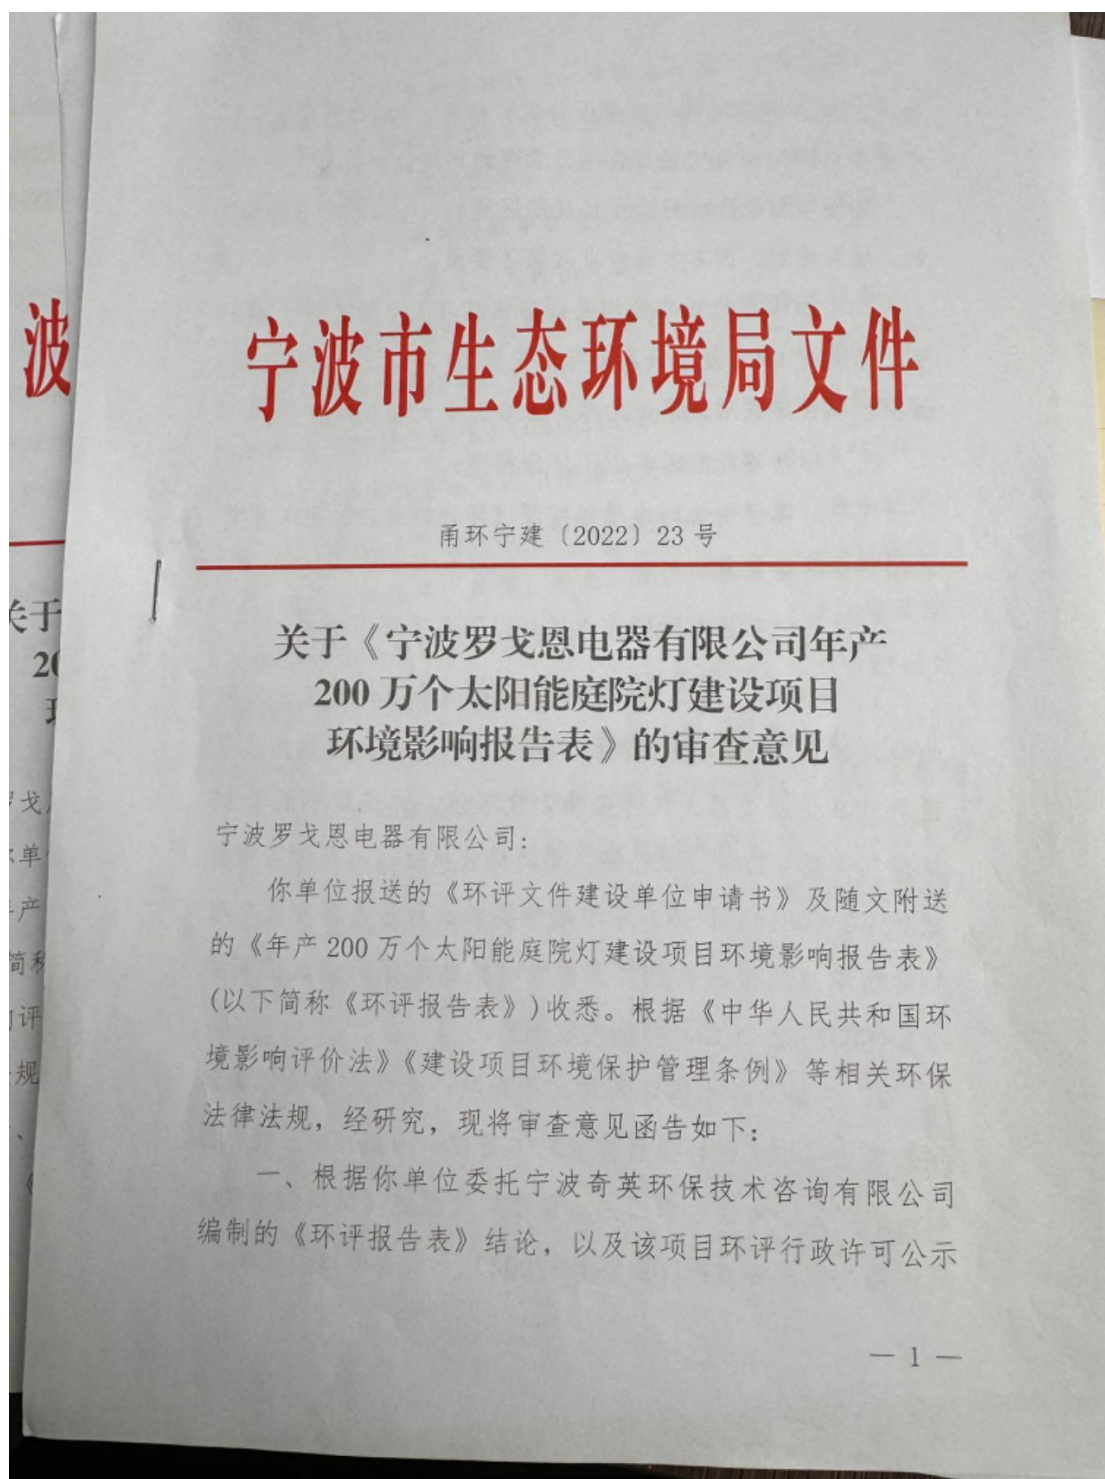 宁波市生态环境局文件
甬环宁建〔2022〕23 号
关于《宁波罗戈恩电器有限公司年产
200 万个太阳能庭院灯建设项目
环境影响报告表》的审查意见
宁波罗戈恩电器有限公司:
你单位报送的《环评文件建设单位申请书》及随文附送
的《年产 200 万个太阳能庭院灯建设项目环境影响报告表》
(以下简称《环评报告表》)收悉。根据《中华人民共和国环
境影响评价法》《建设项目环境保护管理条例》等相关环保
法律法规，经研究，现将审查意见函告如下:
一、根据你单位委托宁波奇英环保技术咨询有限公司
编制的《环评报告表》结论，以及该项目环评行政许可公示
— 1 —
波
关于
20
单
产
评
规
、
《